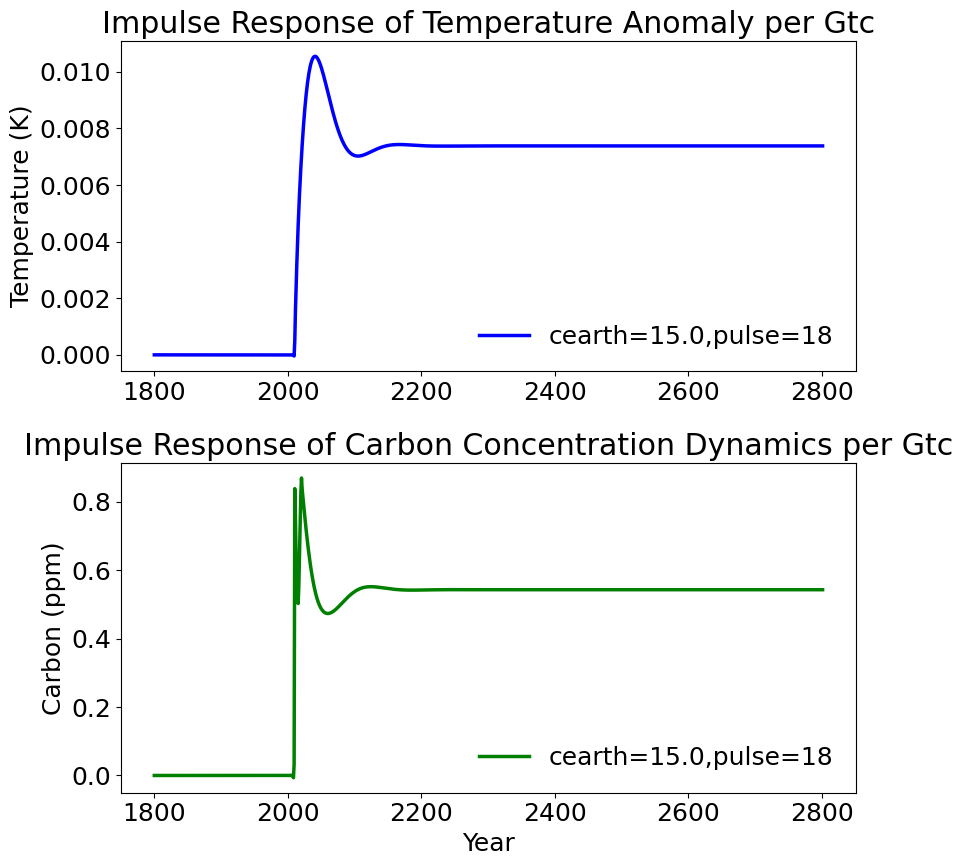 Impulse Response of Temperature Anomaly per Gtc
Temperature (K)
0.010
0.008
0.006
0.004
0.002
0.000
cearth=15.0,pulse=18
1800 2000 2200 2400 2600 2800
Impulse Response of Carbon Concentration Dynamics per Gtc
Carbon (ppm)
0.8
0.6
0.4
0.2
0.0
cearth=15.0,pulse=18
1800 2000 2200 2400 2600 2800
Year